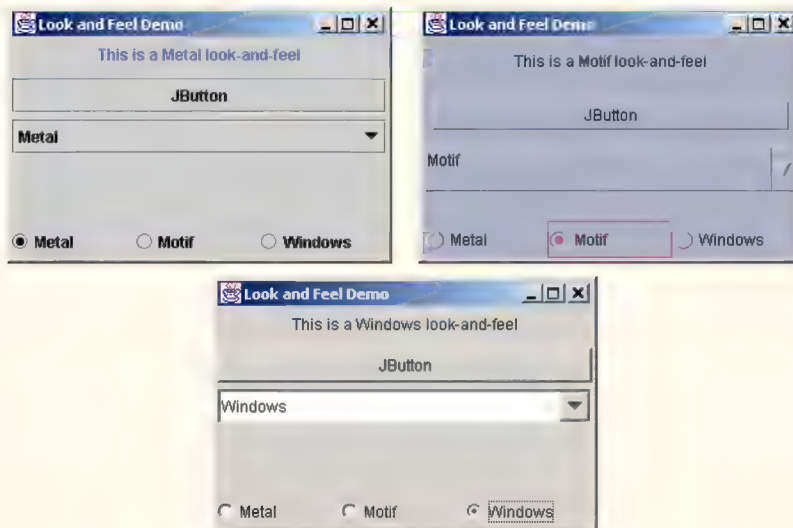 Look and Feel Demo
This is a Metal look-and-feel
JButton
Metal
Metal Motif Windows
Look and Feel Demo
This is a Motif look-and-feel
JButton
Motif
Metal Motif Windows
Look and Feel Demo
This is a Windows look-and-feel
JButton
Windows
Metal Motif Windows